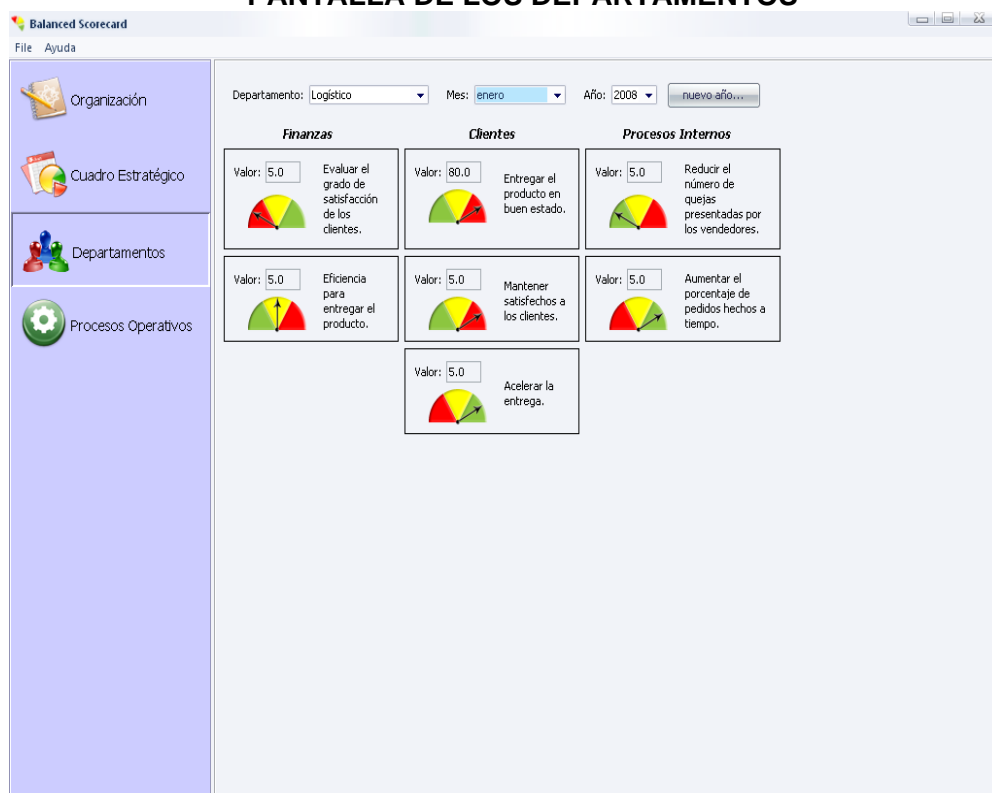 PANTALLA DE LOS DEPARTAMENTOS
Balanced Scorecard
File Ayuda
Organización
Cuadro Estratégico
Departamentos
Procesos Operativos
Departamento: Logístico Mes: enero Año: 2008 nuevo año...
Finanzas
Valor: 5.0
Evaluar el
grado de
satisfacción
de los
clientes.
Valor: 5.0
Eficiencia
para
entregar el
producto.
Clientes
Valor: 80.0
Entregar el
producto en
buen estado.
Valor: 5.0
Mantener
satisfechos a
los clientes.
Valor: 5.0
Acelerar la
entrega.
Procesos Internos
Valor: 5.0
Reducir el
número de
quejas
presentadas por
los vendedores.
Valor: 5.0
Aumentar el
porcentaje de
pedidos hechos a
tiempo.